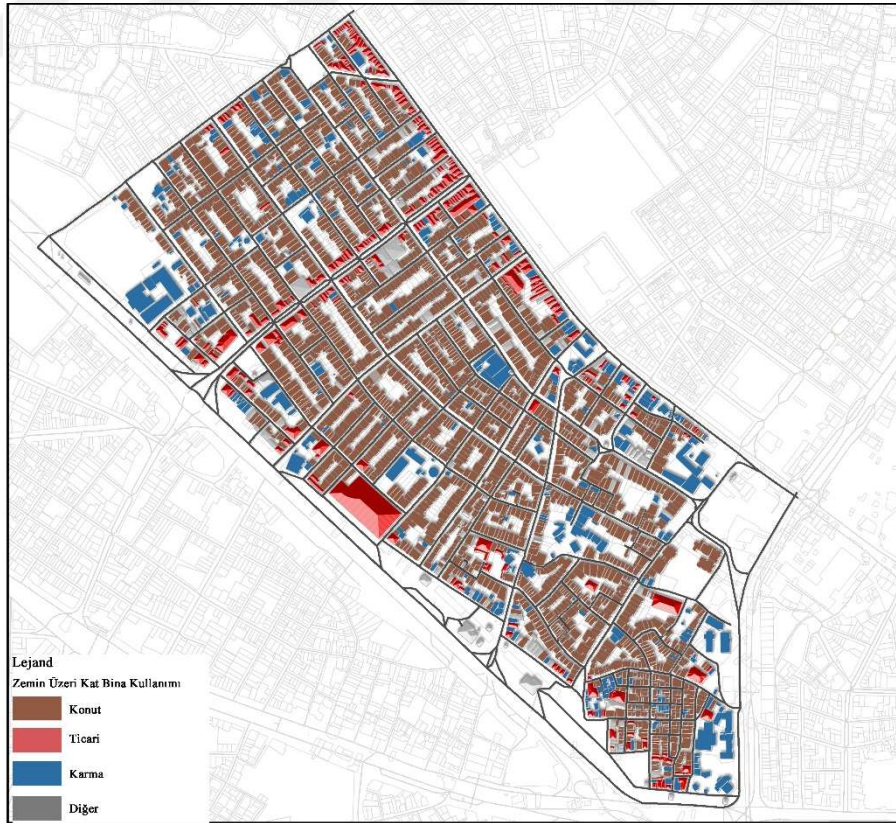 Lejand
Zemin Üzeri Kat Bina Kullanımı
Konut
Ticari
Karma
Diğer